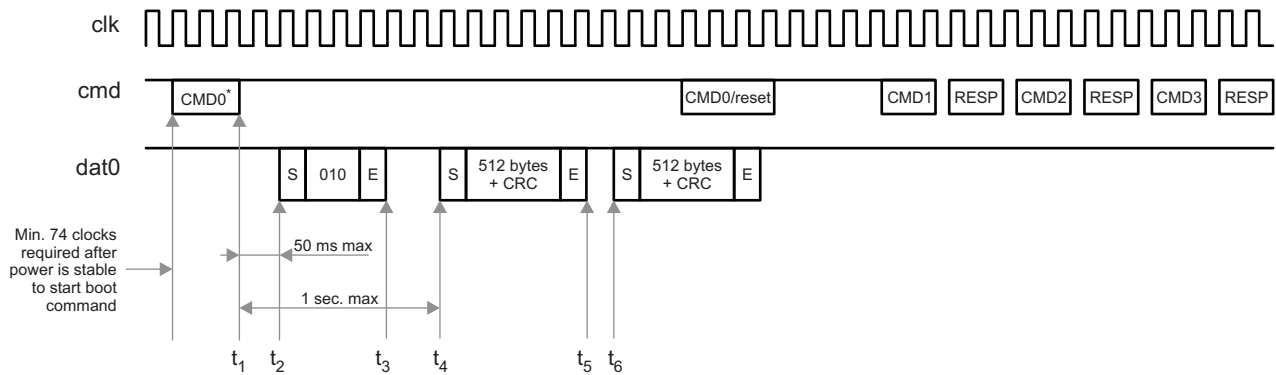 clk
cmd
CMD0*
CMD0/reset
CMD1
RESP
CMD2
RESP
CMD3
RESP
dat0
S
010
E
S
512 bytes
+ CRC
E
S
512 bytes
+ CRC
E
Min. 74 clocks
required after
power is stable
to start boot
command
50 ms max
1 sec. max
t1
t2
t3
t4
t5
t6